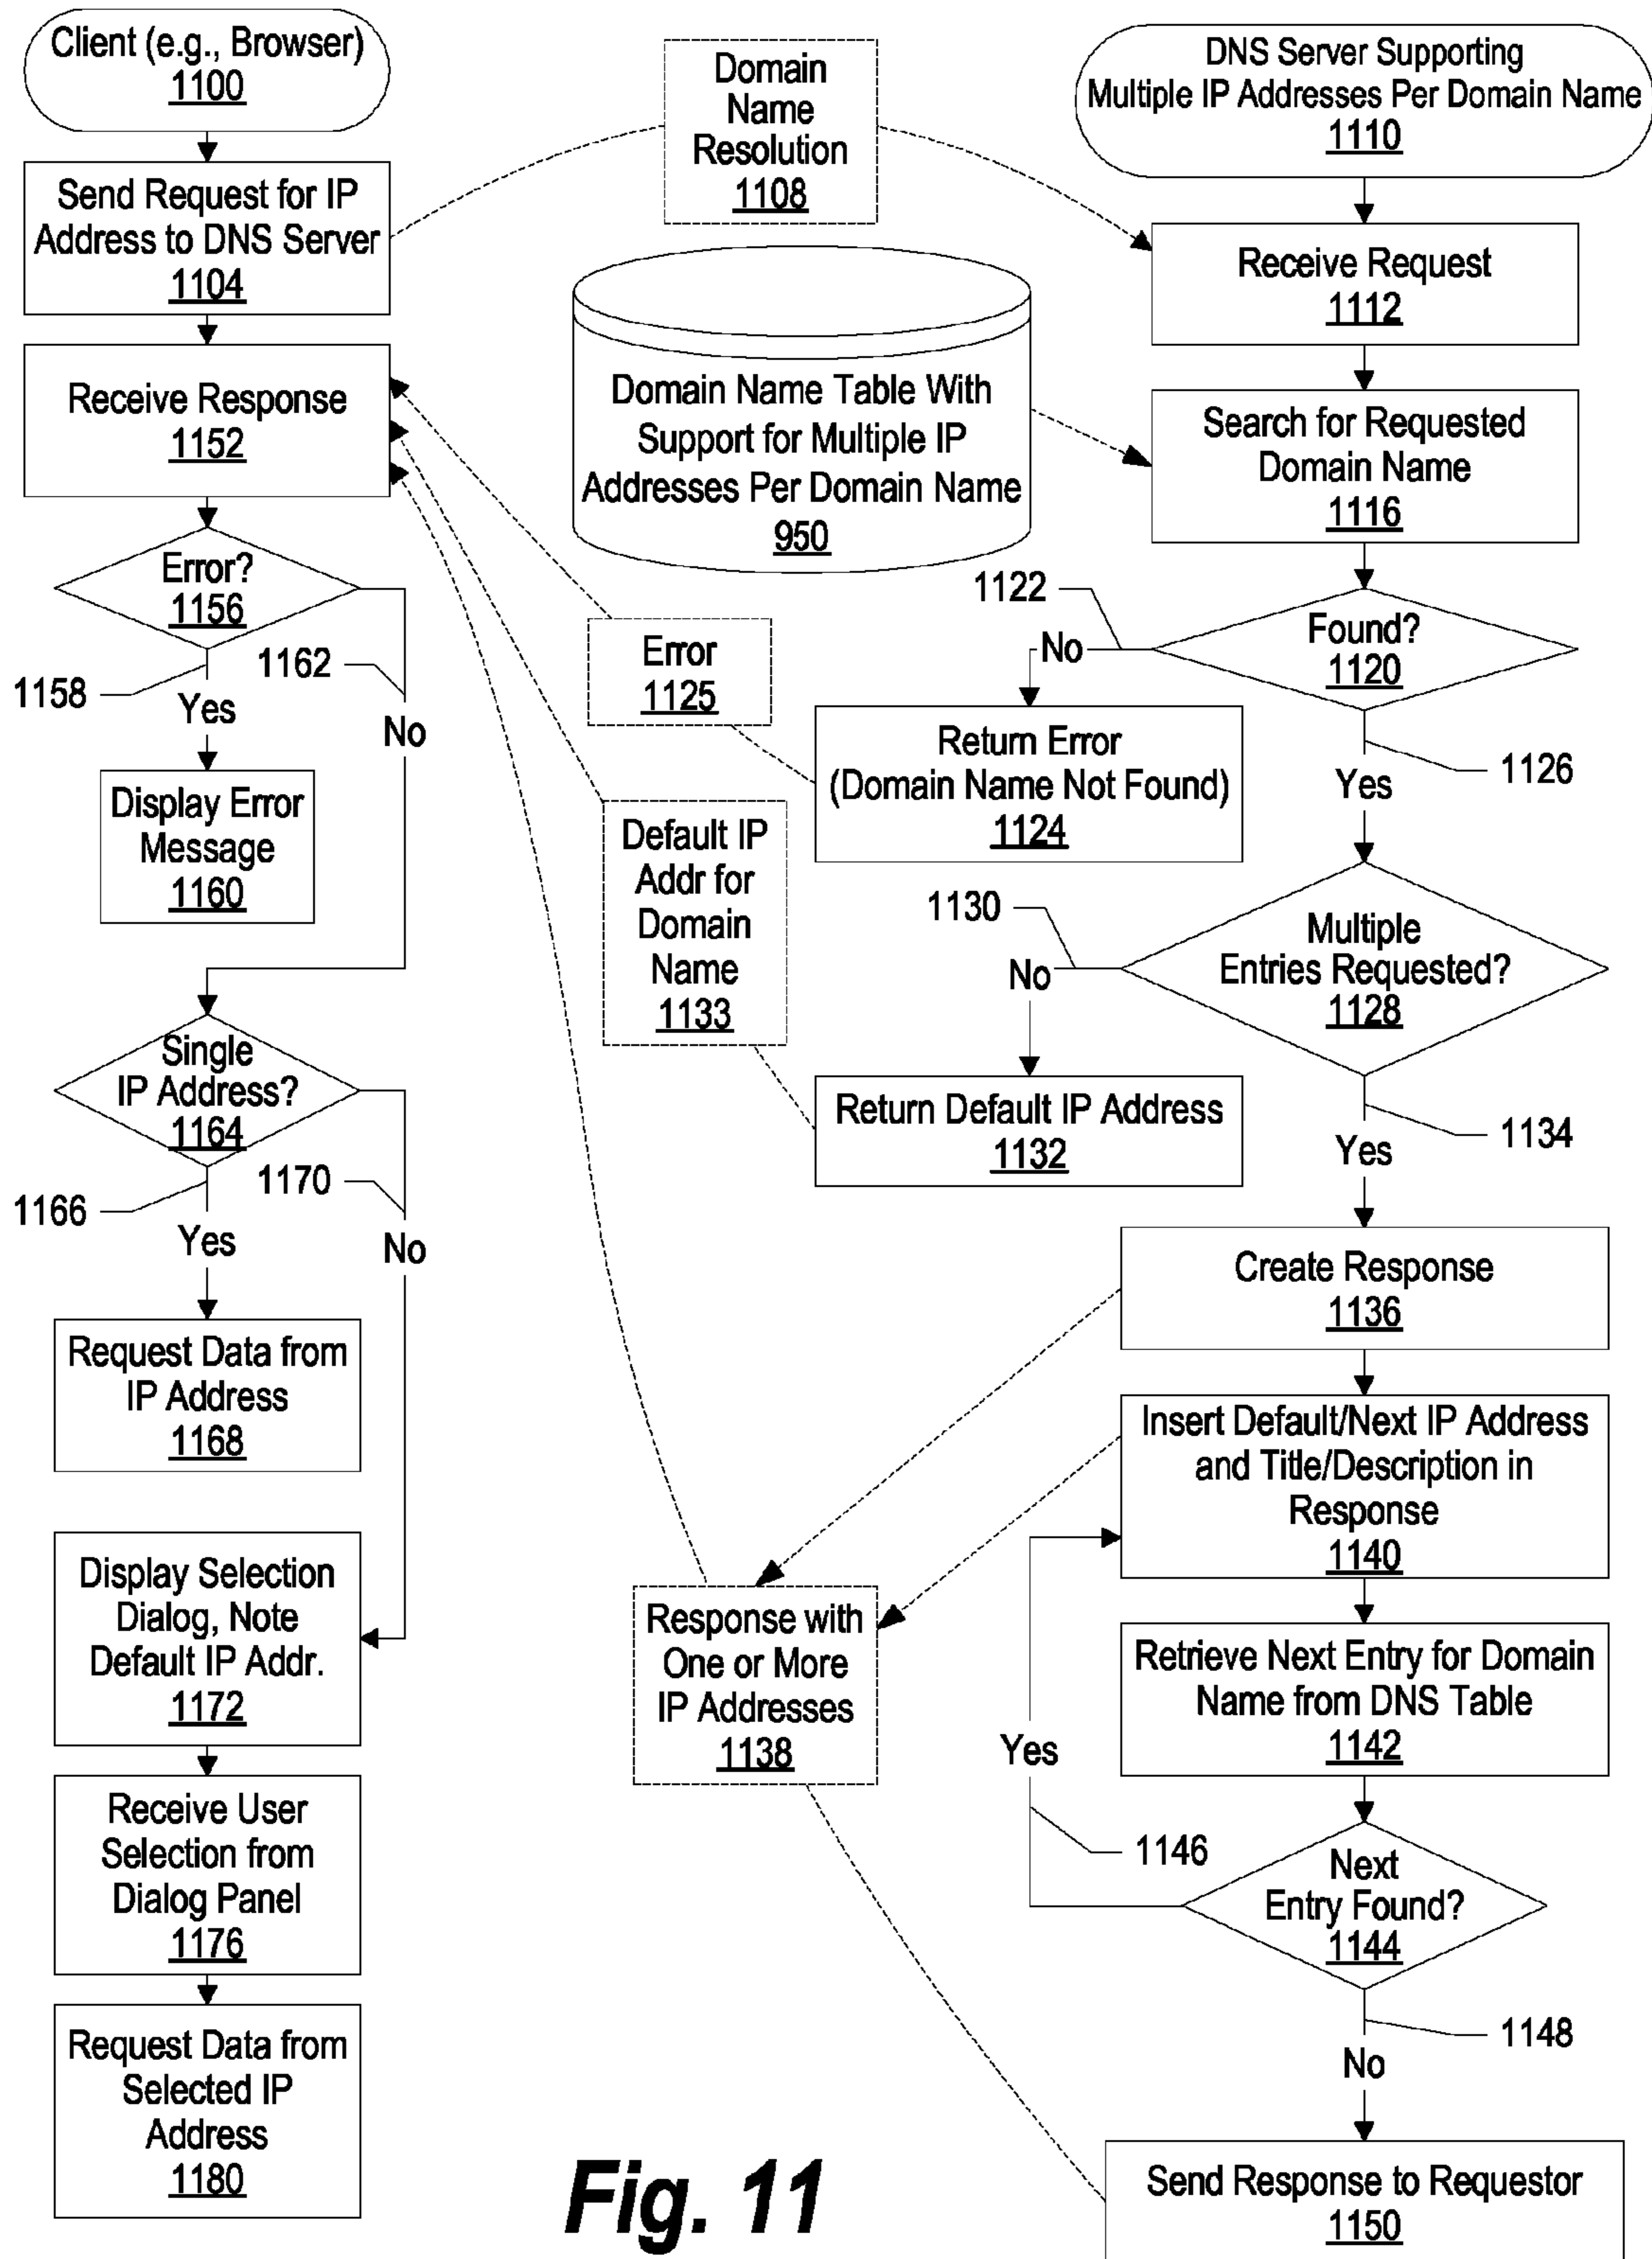 Client (e.g., Browser)
1100
Send Request for IP
Address to DNS Server
1104
Receive Response
1152
Error?
1156
1158
Yes
1162
No
Display Error
Message
1160
Single
IP Address?
1164
1166
Yes
1170
No
Request Data from
IP Address
1168
Display Selection
Dialog, Note
Default IP Addr.
1172
Receive User
Selection from
Dialog Panel
1176
Request Data from
Selected IP
Address
1180
Domain
Name
Resolution
1108
Domain Name Table With
Support for Multiple IP
Addresses Per Domain Name
950
Error
1125
Default IP
Addr for
Domain
Name
1133
Response with
One or More
IP Addresses
1138
DNS Server Supporting
Multiple IP Addresses Per Domain Name
1110
Receive Request
1112
Search for Requested
Domain Name
1116
Found?
1120
1122
No
Return Error
(Domain Name Not Found)
1124
1126
Yes
Multiple
Entries Requested?
1128
1130
No
Return Default IP Address
1132
1134
Yes
Create Response
1136
Insert Default/Next IP Address
and Title/Description in
Response
1140
Retrieve Next Entry for Domain
Name from DNS Table
1142
Next
Entry Found?
1144
Yes
1146
1148
No
Send Response to Requestor
1150
Fig. 11